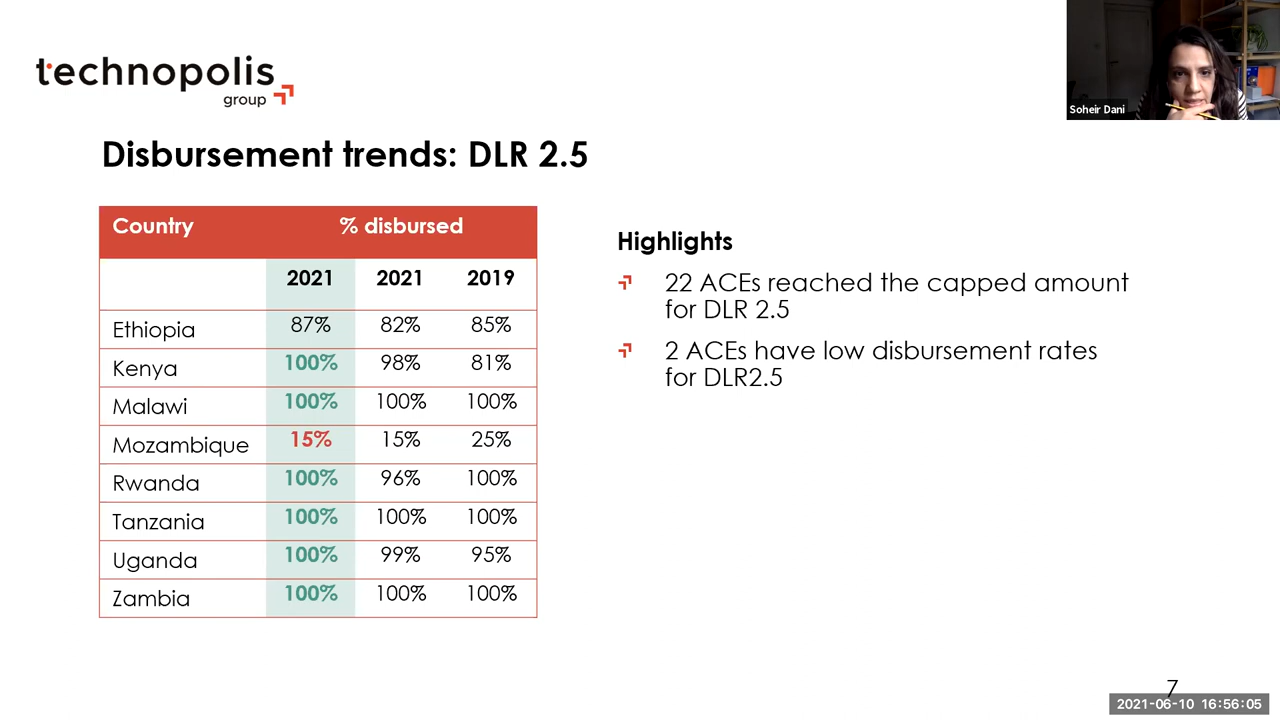 technopolis
group
Soheir Dani
Disbursement trends: DLR 2.5
Country % disbursed
2021 2021 2019
Ethiopia 87% 82% 85%
Kenya 100% 98% 81%
Malawi 100% 100% 100%
Mozambique 15% 15% 25%
Rwanda 100% 96% 100%
Tanzania 100% 100% 100%
Uganda 100% 99% 95%
Zambia 100% 100% 100%
Highlights
22 ACEs reached the capped amount
for DLR 2.5
2 ACEs have low disbursement rates
for DLR2.5
7
2021-06-10 16:56:05